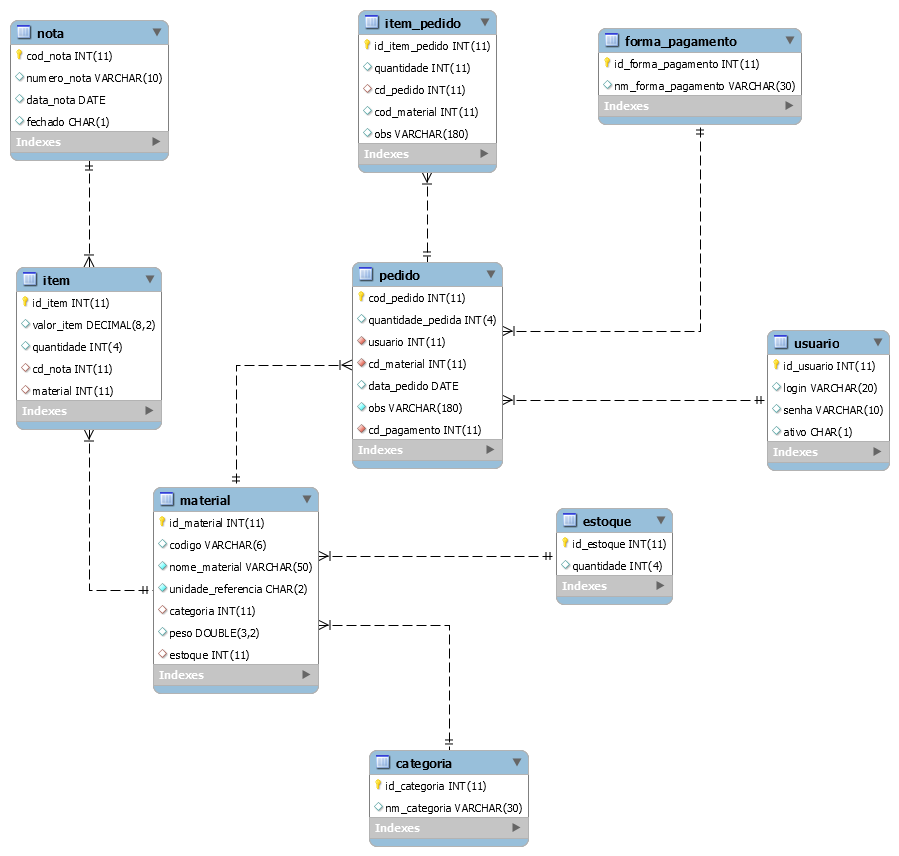 nota
cod_nota INT(11)
numero_nota VARCHAR(10)
data_nota DATE
fechado CHAR(1)
Indexes
item_pedido
id_item_pedido INT(11)
quantidade INT(11)
cd_pedido INT(11)
cod_material INT(11)
obs VARCHAR(180)
Indexes
forma_pagamento
id_forma_pagamento INT(11)
nm_forma_pagamento VARCHAR(30)
Indexes
item
id_item INT(11)
valor_item DECIMAL(8,2)
quantidade INT(4)
cd_nota INT(11)
material INT(11)
Indexes
pedido
cod_pedido INT(11)
quantidade_pedida INT(4)
usuario INT(11)
cd_material INT(11)
data_pedido DATE
obs VARCHAR(180)
cd_pagamento INT(11)
Indexes
usuario
id_usuario INT(11)
login VARCHAR(20)
senha VARCHAR(10)
ativo CHAR(1)
Indexes
material
id_material INT(11)
codigo VARCHAR(6)
nome_material VARCHAR(50)
unidade_referencia CHAR(2)
categoria INT(11)
peso DOUBLE(3,2)
estoque INT(11)
Indexes
estoque
id_estoque INT(11)
quantidade INT(4)
Indexes
categoria
id_categoria INT(11)
nm_categoria VARCHAR(30)
Indexes